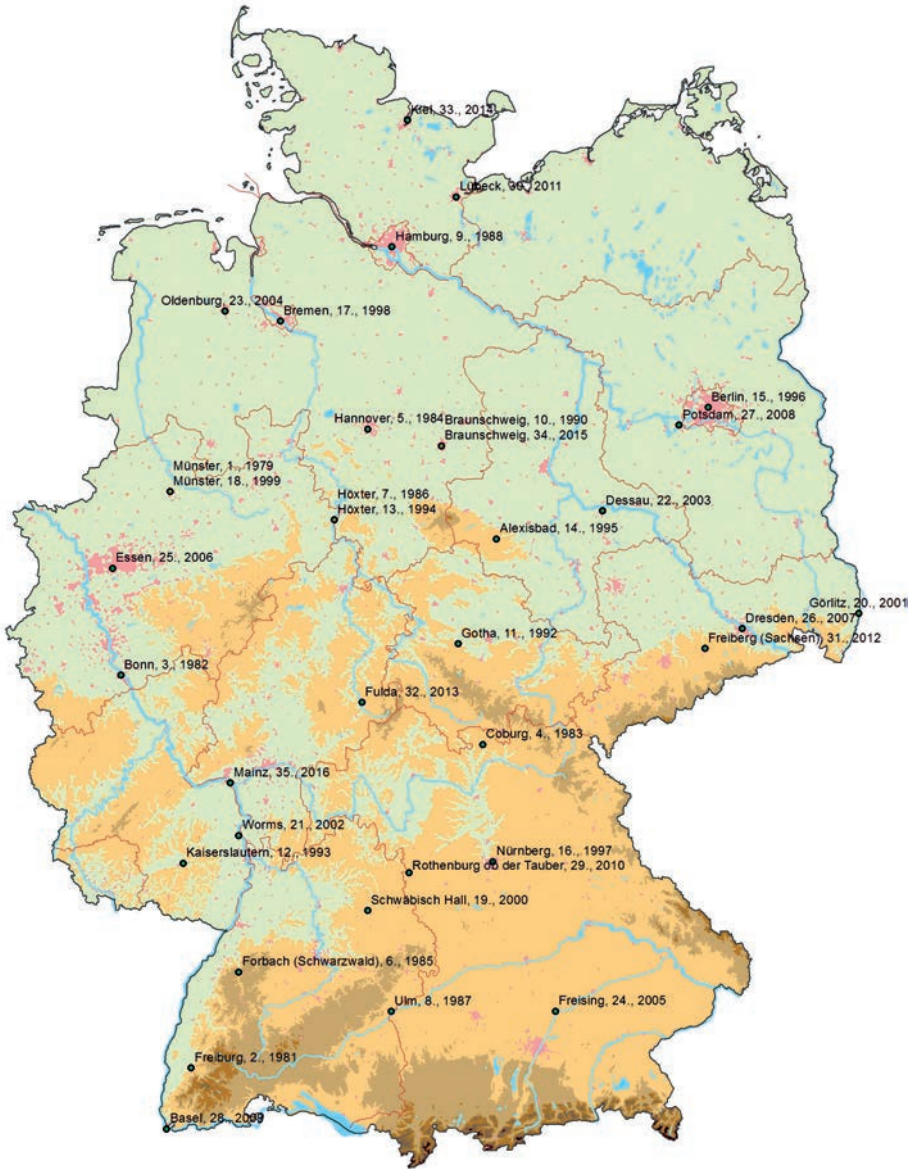 Kiel, 33., 2014
Lübeck, 30., 2011
Hamburg, 9., 1988
Oldenburg, 23., 2004
Bremen, 17., 1998
Berlin, 15., 1996
Potsdam, 27., 2008
Hannover, 5., 1984
Braunschweig, 10., 1990
Braunschweig, 34., 2015
Münster, 1., 1979
Münster, 18., 1999
Höxter, 7., 1986
Höxter, 13., 1994
Dessau, 22., 2003
Alexisbad, 14., 1995
Essen, 25., 2006
Görlitz, 20., 2001
Dresden, 26., 2007
Freiberg (Sachsen), 31., 2012
Gotha, 11., 1992
Bonn, 3., 1982
Fulda, 32., 2013
Coburg, 4., 1983
Mainz, 35., 2016
Worms, 21., 2002
Kaiserslautern, 12., 1993
Nürnberg, 16., 1997
Rothenburg ob der Tauber, 29., 2010
Schwäbisch Hall, 19., 2000
Forbach (Schwarzwald), 6., 1985
Ulm, 8., 1987
Freising, 24., 2005
Freiburg, 2., 1981
Basel, 28., 2009